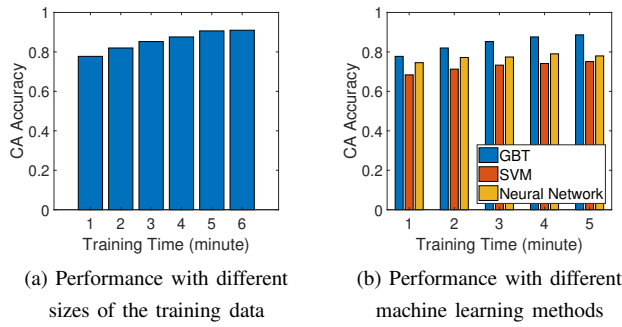 1
0.8
0.6
0.4
0.2
0
CA Accuracy
1 2 3 4 5 6
Training Time (minute)
(a) Performance with different
sizes of the training data
1
0.8
0.6
0.4
0.2
0
CA Accuracy
GBT
SVM
Neural Network
1 2 3 4 5
Training Time (minute)
(b) Performance with different
machine learning methods